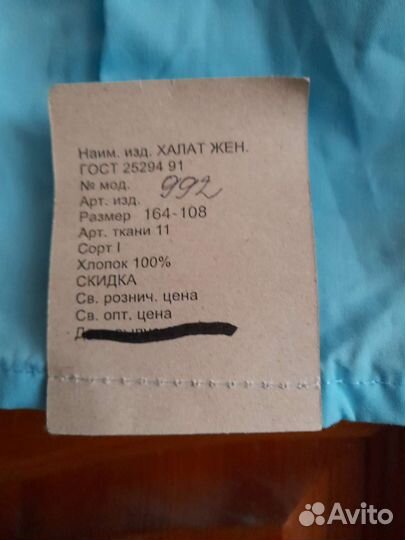 Наим. изд. ХАЛАТ ЖЕН.
ГОСТ 25294 91
№ мод. 992
Арт. изд.
Размер 164-108
Арт. ткани 11
Сорт I
Хлопок 100%
СКИДКА
Св. рознич. цена
Св. опт. цена
Avito